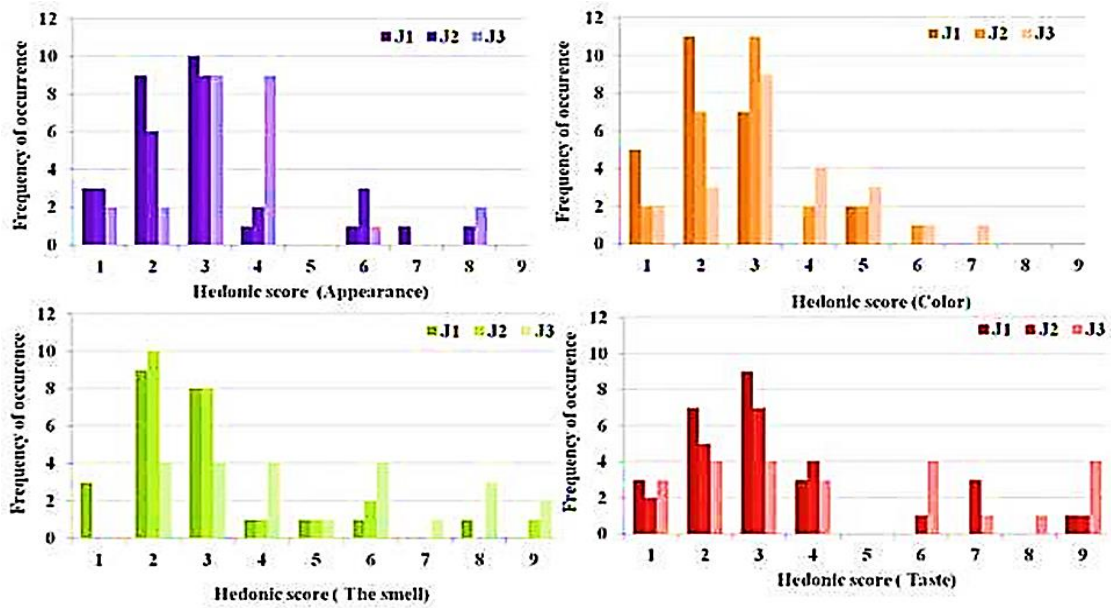 12
10
8
6
4
2
0
Frequency of occurrence
J1 J2 J3
1 2 3 4 5 6 7 8 9
Hedonic score (Appearance)
12
10
8
6
4
2
0
Frequency of occurence
J1 J2 J3
1 2 3 4 5 6 7 8 9
Hedonic score (Color)
12
10
8
6
4
2
0
Frequency of occurence
J1 J2 J3
1 2 3 4 5 6 7 8 9
Hedonic score ( The smell)
12
10
8
6
4
2
0
Frequency of occurence
J1 J2 J3
1 2 3 4 5 6 7 8 9
Hedonic score ( Taste)